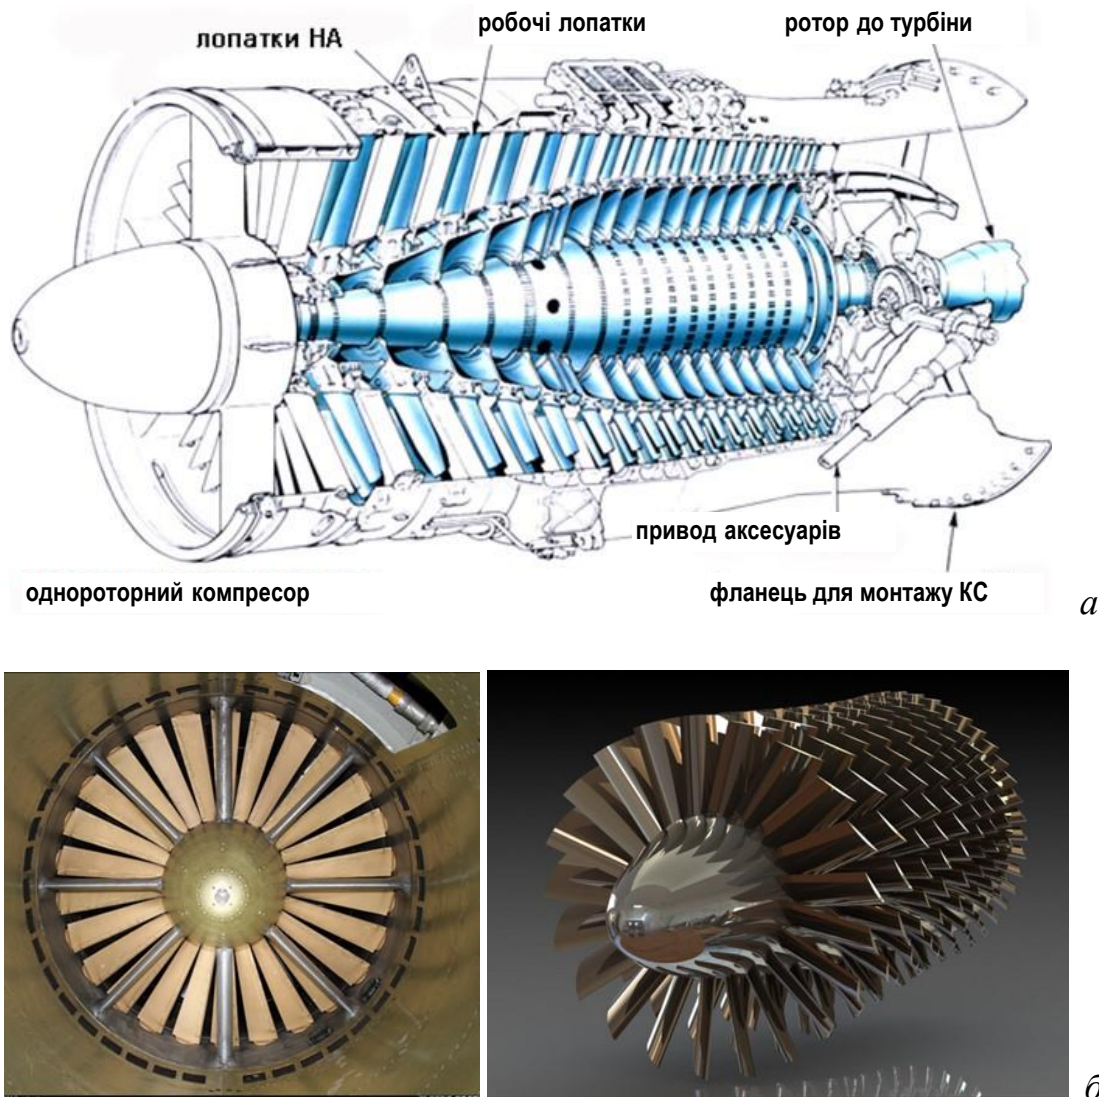 лопатки НА
робочі лопатки
ротор до турбіни
привод аксесуарів
однороторний компресор
фланець для монтажу КС
а
б